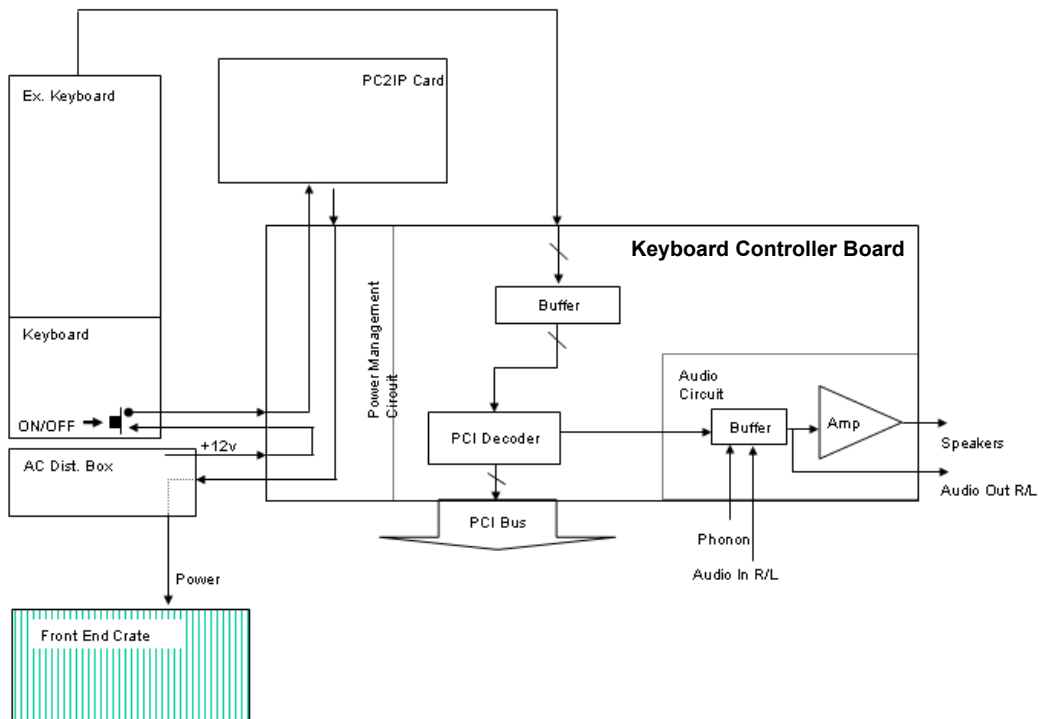 PC2IP Card
Ex. Keyboard
Keyboard Controller Board
Buffer
Keyboard
Power Management
Circuit
Audio
Circuit
ON/OFF
PCI Decoder
Buffer
Amp
+12v
Speakers
AC Dist. Box
Audio Out R/L
PCI Bus
Phonon
Audio In R/L
Power
Front End Crate